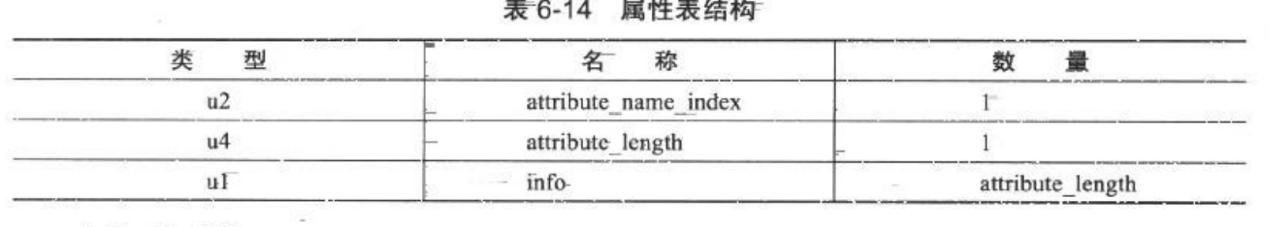 表 6-14 属性表结构
类 型 名 称 数 量
u2 attribute_name_index 1
u4 attribute_length 1
u1 info attribute_length